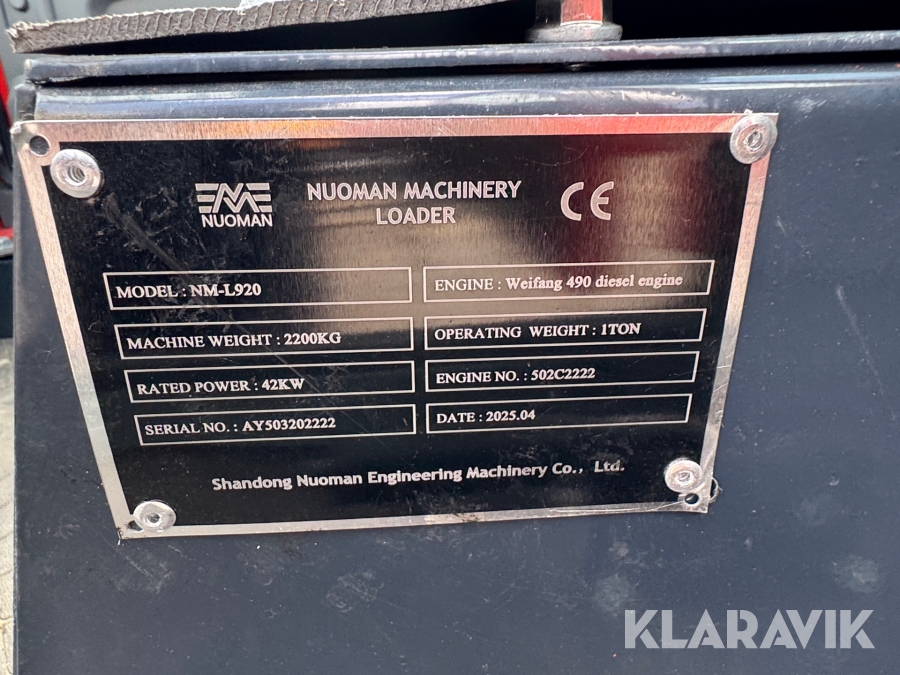 NUOMAN MACHINERY
LOADER
NUOMAN
CE
MODEL : NM-L920
ENGINE : Weifang 490 diesel engine
MACHINE WEIGHT : 2200KG
OPERATING WEIGHT : 1TON
RATED POWER : 42KW
ENGINE NO. : 502C2222
SERIAL NO. : AY503202222
DATE : 2025.04
Shandong Nuoman Engineering Machinery Co., Ltd.
KLARAVIK